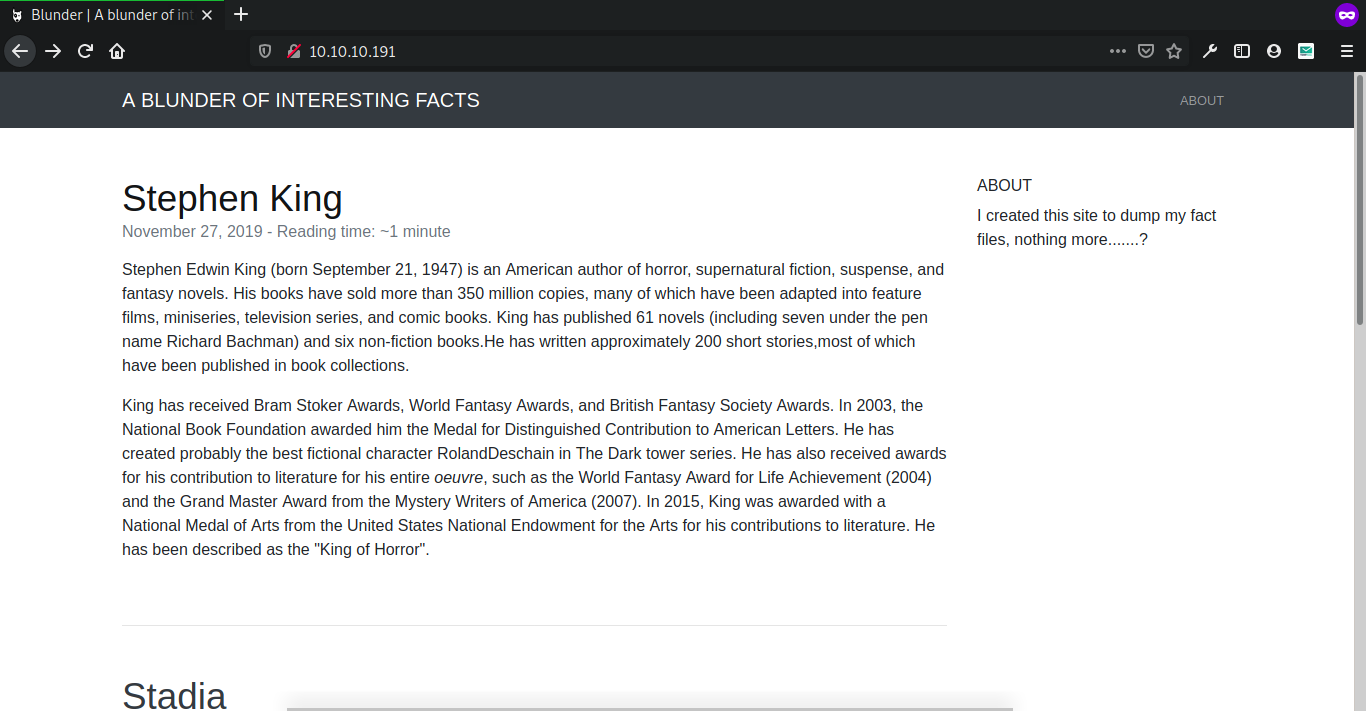 Blunder | A blunder of int
10.10.10.191
A BLUNDER OF INTERESTING FACTS
ABOUT
Stephen King
November 27, 2019 - Reading time: ~1 minute
Stephen Edwin King (born September 21, 1947) is an American author of horror, supernatural fiction, suspense, and
fantasy novels. His books have sold more than 350 million copies, many of which have been adapted into feature
films, miniseries, television series, and comic books. King has published 61 novels (including seven under the pen
name Richard Bachman) and six non-fiction books.He has written approximately 200 short stories,most of which
have been published in book collections.
King has received Bram Stoker Awards, World Fantasy Awards, and British Fantasy Society Awards. In 2003, the
National Book Foundation awarded him the Medal for Distinguished Contribution to American Letters. He has
created probably the best fictional character RolandDeschain in The Dark tower series. He has also received awards
for his contribution to literature for his entire oeuvre, such as the World Fantasy Award for Life Achievement (2004)
and the Grand Master Award from the Mystery Writers of America (2007). In 2015, King was awarded with a
National Medal of Arts from the United States National Endowment for the Arts for his contributions to literature. He
has been described as the "King of Horror".
Stadia
ABOUT
I created this site to dump my fact
files, nothing more.......?